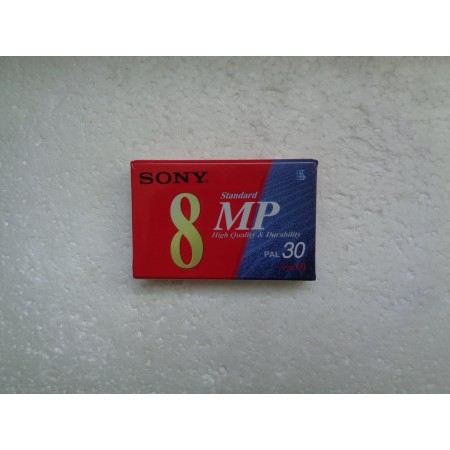 SONY
8
Standard
MP
High Quality & Durability
PAL 30